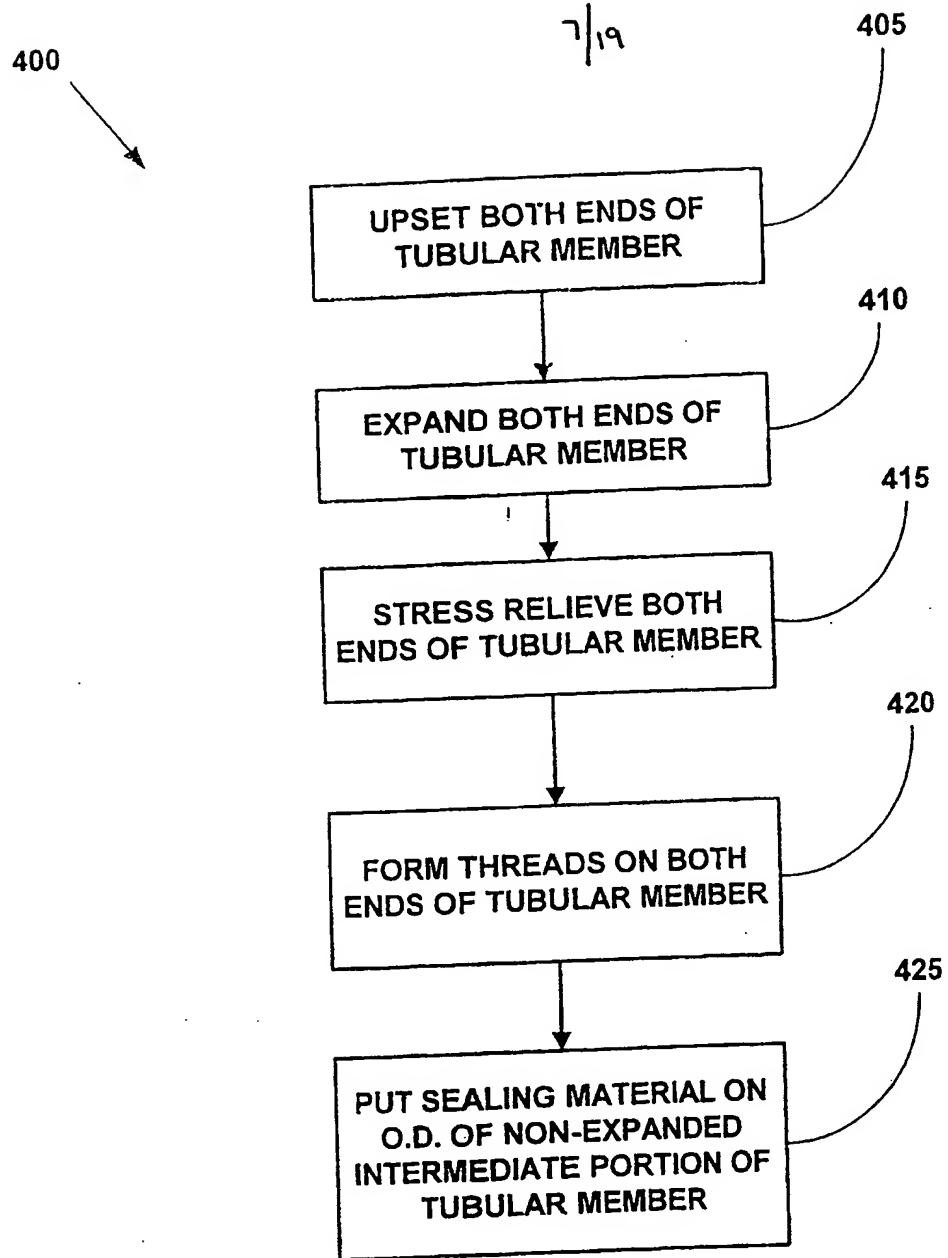 7/19
400
405
UPSET BOTH ENDS OF
TUBULAR MEMBER
410
EXPAND BOTH ENDS OF
TUBULAR MEMBER
415
STRESS RELIEVE BOTH
ENDS OF TUBULAR MEMBER
420
FORM THREADS ON BOTH
ENDS OF TUBULAR MEMBER
425
PUT SEALING MATERIAL ON
O.D. OF NON-EXPANDED
INTERMEDIATE PORTION OF
TUBULAR MEMBER